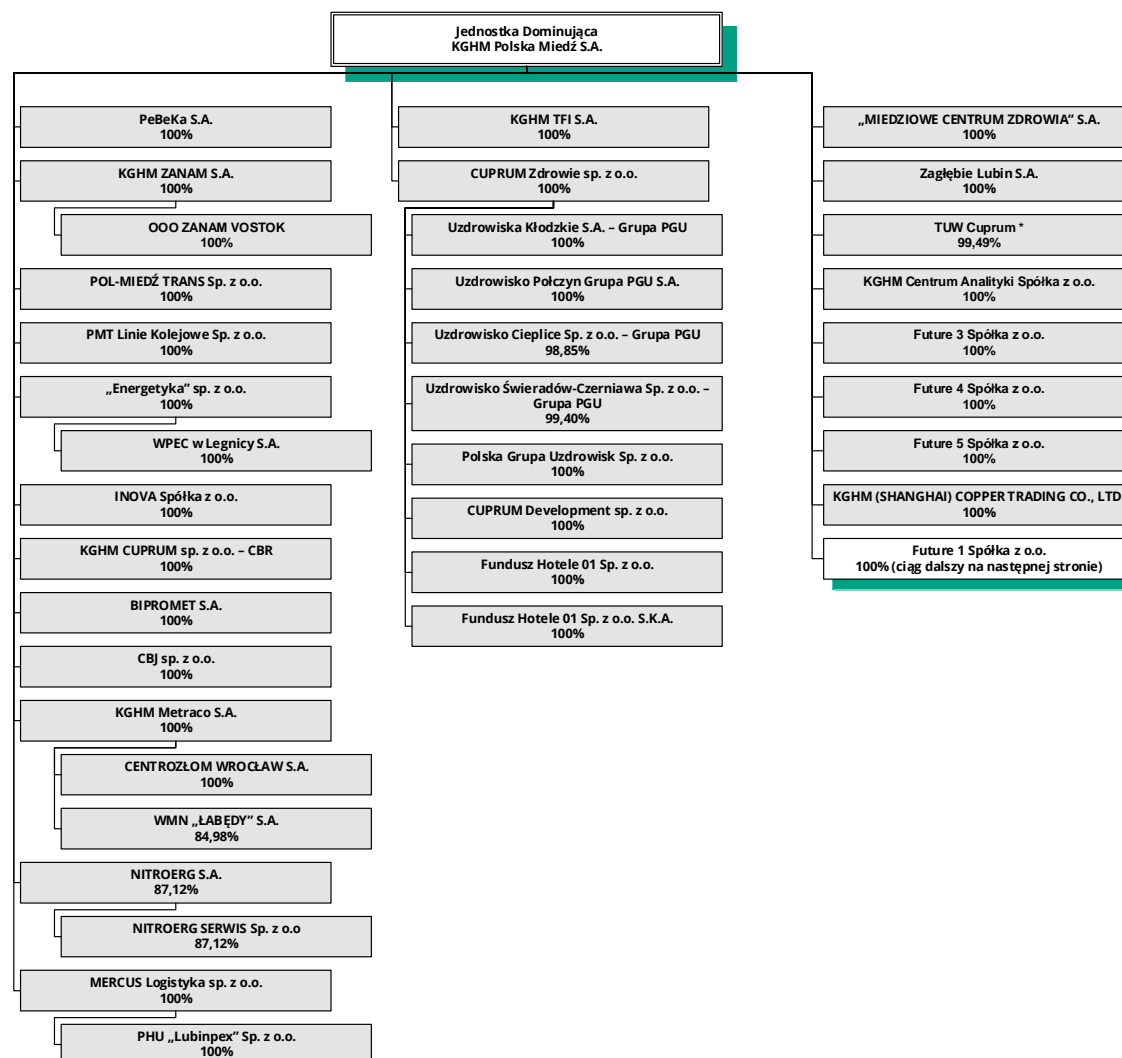 Jednostka Dominująca
KGHM Polska Miedź S.A.
PeBeKa S.A.
100%
KGHM ZANAM S.A.
100%
OOO ZANAM VOSTOK
100%
POL-MIEDŹ TRANS Sp. z o.o.
100%
PMT Linie Kolejowe Sp. z o.o.
100%
„Energetyka” sp. z o.o.
100%
WPEC w Legnicy S.A.
100%
INOVA Spółka z o.o.
100%
KGHM CUPRUM sp. z o.o. – CBR
100%
BIPROMET S.A.
100%
CBJ sp. z o.o.
100%
KGHM Metraco S.A.
100%
CENTROZŁOM WROCŁAW S.A.
100%
WMN „ŁABĘDY” S.A.
84,98%
NITROERG S.A.
87,12%
NITROERG SERWIS Sp. z o.o
87,12%
MERCUS Logistyka sp. z o.o.
100%
PHU „Lubinpex” Sp. z o.o.
100%
KGHM TFI S.A.
100%
CUPRUM Zdrowie sp. z o.o.
100%
Uzdrowiska Kłodzkie S.A. – Grupa PGU
100%
Uzdrowisko Połczyn Grupa PGU S.A.
100%
Uzdrowisko Cieplice Sp. z o.o. – Grupa PGU
98,85%
Uzdrowisko Świeradów-Czerniawa Sp. z o.o. –
Grupa PGU
99,40%
Polska Grupa Uzdrowisk Sp. z o.o.
100%
CUPRUM Development sp. z o.o.
100%
Fundusz Hotele 01 Sp. z o.o.
100%
Fundusz Hotele 01 Sp. z o.o. S.K.A.
100%
„MIEDZIOWE CENTRUM ZDROWIA” S.A.
100%
Zagłębie Lubin S.A.
100%
TUW Cuprum *
99,49%
KGHM Centrum Analityki Spółka z o.o.
100%
Future 3 Spółka z o.o.
100%
Future 4 Spółka z o.o.
100%
Future 5 Spółka z o.o.
100%
KGHM (SHANGHAI) COPPER TRADING CO., LTD
100%
Future 1 Spółka z o.o.
100% (ciąg dalszy na następnej stronie)